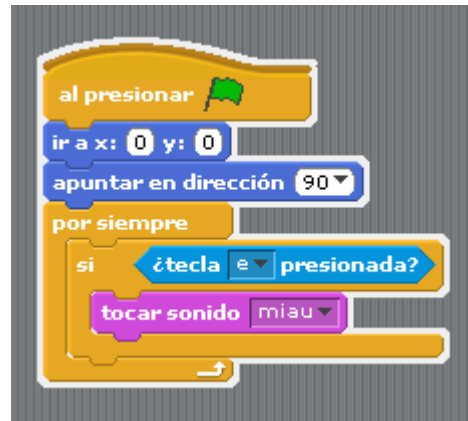 al presionar
ir a x: 0 y: 0
apuntar en dirección 90
por siempre
si ¿tecla e presionada?
tocar sonido miau